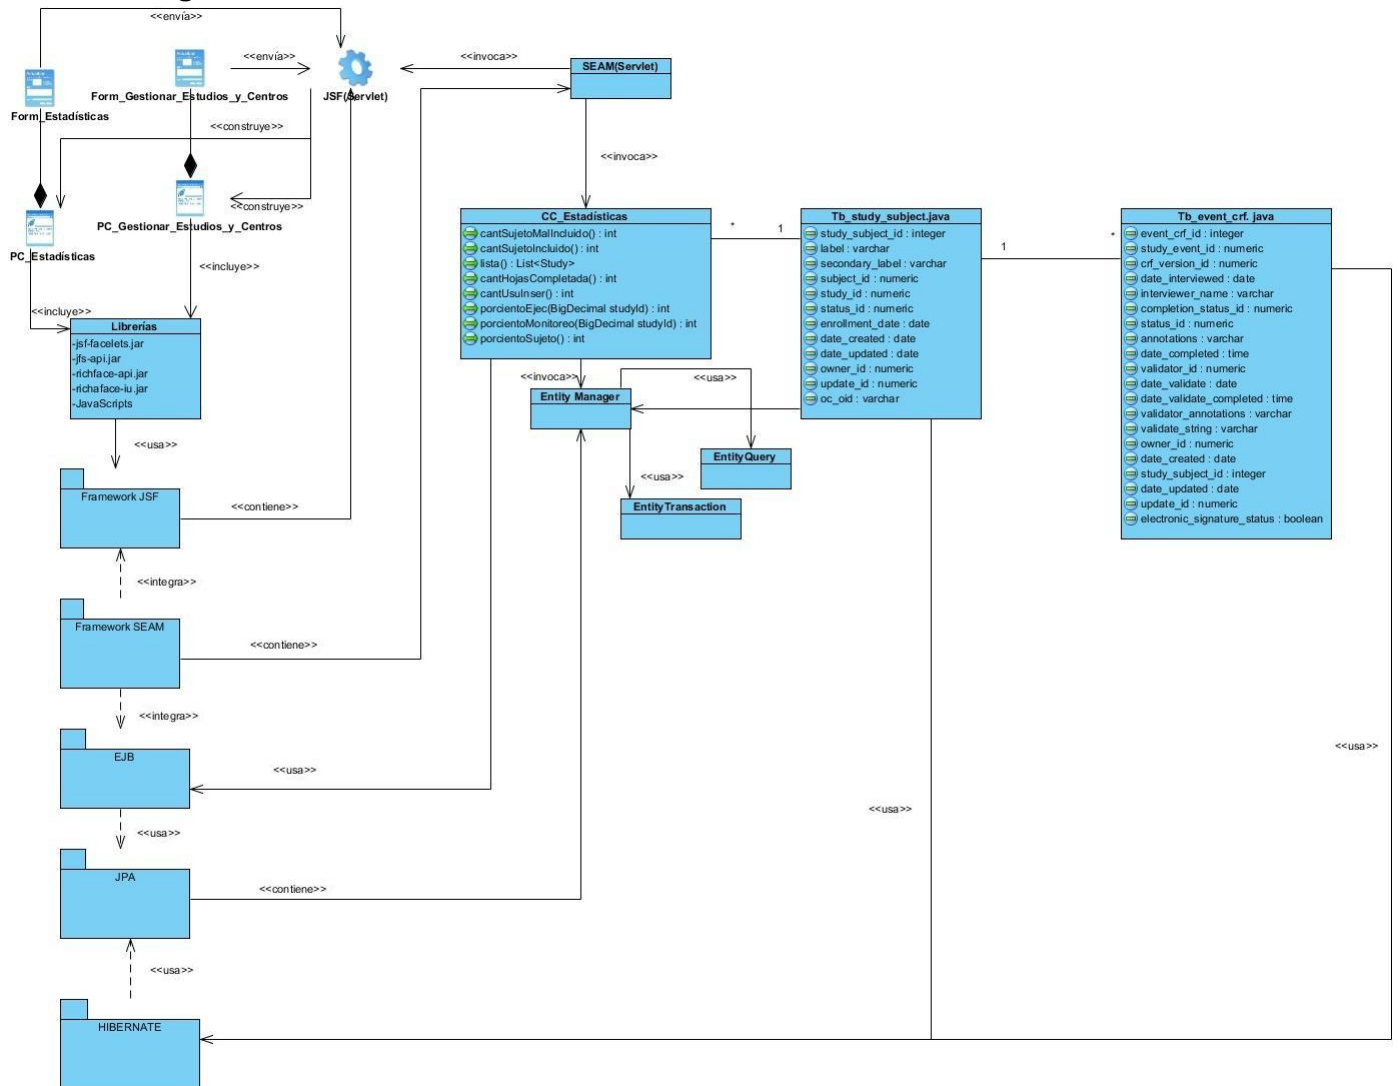 <<envía>>
<<envía>>
<<invoca>>
SEAM(Servlet)
Form_Gestionar_Estudios_y_Centros
JSF(Servlet)
Form_Estadísticas
<<construye>>
<<invoca>>
<<construye>>
PC_Gestionar_Estudios_y_Centros
PC_Estadísticas
<<incluye>>
<<incluye>>
Librerías
-jsf-facelets.jar
-jfs-api.jar
-richface-api.jar
-richaface-iu.jar
-JavaScripts
CC_Estadísticas
cantSujetoMalIncluido() : int
cantSujetoIncluido() : int
lista() : List<Study>
cantHojasCompletada() : int
cantUsuInser() : int
porcientoEjec(BigDecimal studyId) : int
porcientoMonitoreo(BigDecimal studyId) : int
porcientoSujeto() : int
*
1
Tb_study_subject.java
study_subject_id : integer
label : varchar
secondary_label : varchar
subject_id : numeric
study_id : numeric
status_id : numeric
enrollment_date : date
date_created : date
date_updated : date
owner_id : numeric
update_id : numeric
oc_oid : varchar
1
*
Tb_event_crf. java
event_crf_id : integer
study_event_id : numeric
crf_version_id : numeric
date_interviewed : date
interviewer_name : varchar
completion_status_id : numeric
status_id : numeric
annotations : varchar
date_completed : time
validator_id : numeric
date_validate : date
date_validate_completed : time
validator_annotations : varchar
validate_string : varchar
owner_id : numeric
date_created : date
study_subject_id : integer
date_updated : date
update_id : numeric
electronic_signature_status : boolean
<<invoca>>
<<usa>>
Entity Manager
EntityQuery
<<usa>>
EntityTransaction
<<usa>>
Framework JSF
<<contiene>>
<<integra>>
Framework SEAM
<<contiene>>
<<integra>>
EJB
<<usa>>
<<usa>>
<<usa>>
<<usa>>
JPA
<<contiene>>
<<usa>>
HIBERNATE